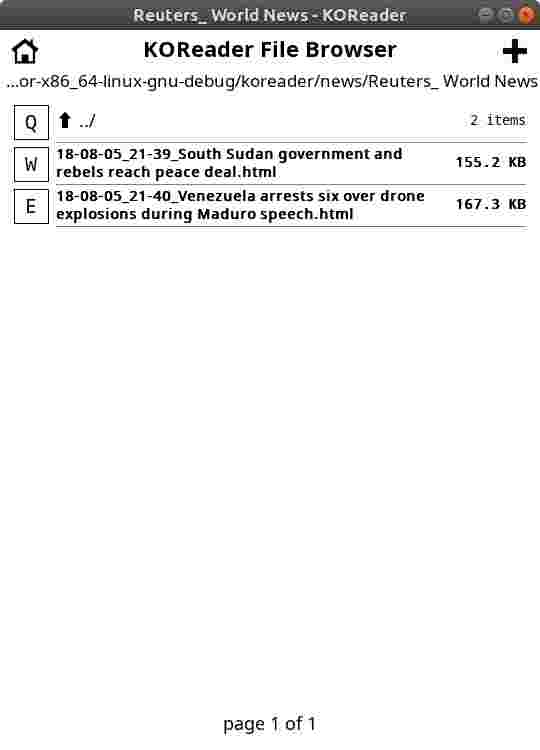 Reuters_ World News - KOReader
KOReader File Browser
...or-x86_64-linux-gnu-debug/koreader/news/Reuters_ World News
Q ../ 2 items
W 18-08-05_21-39_South Sudan government and
rebels reach peace deal.html 155.2 KB
E 18-08-05_21-40_Venezuela arrests six over drone
explosions during Maduro speech.html 167.3 KB
page 1 of 1